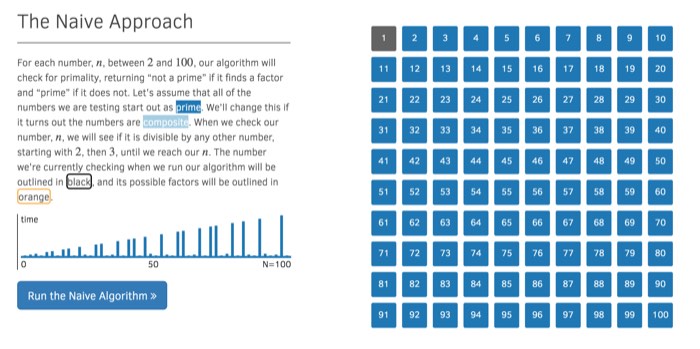 The Naive Approach
For each number, n, between 2 and 100, our algorithm will
check for primality, returning "not a prime" if it finds a factor
and "prime" if it does not. Let's assume that all of the
numbers we are testing start out as prime. We'll change this if
it turns out the numbers are composite. When we check our
number, n, we will see if it is divisible by any other number,
starting with 2, then 3, until we reach our n. The number
we're currently checking when we run our algorithm will be
outlined in black, and its possible factors will be outlined in
orange.
time
0 50 N=100
Run the Naive Algorithm »
1 2 3 4 5 6 7 8 9 10
11 12 13 14 15 16 17 18 19 20
21 22 23 24 25 26 27 28 29 30
31 32 33 34 35 36 37 38 39 40
41 42 43 44 45 46 47 48 49 50
51 52 53 54 55 56 57 58 59 60
61 62 63 64 65 66 67 68 69 70
71 72 73 74 75 76 77 78 79 80
81 82 83 84 85 86 87 88 89 90
91 92 93 94 95 96 97 98 99 100